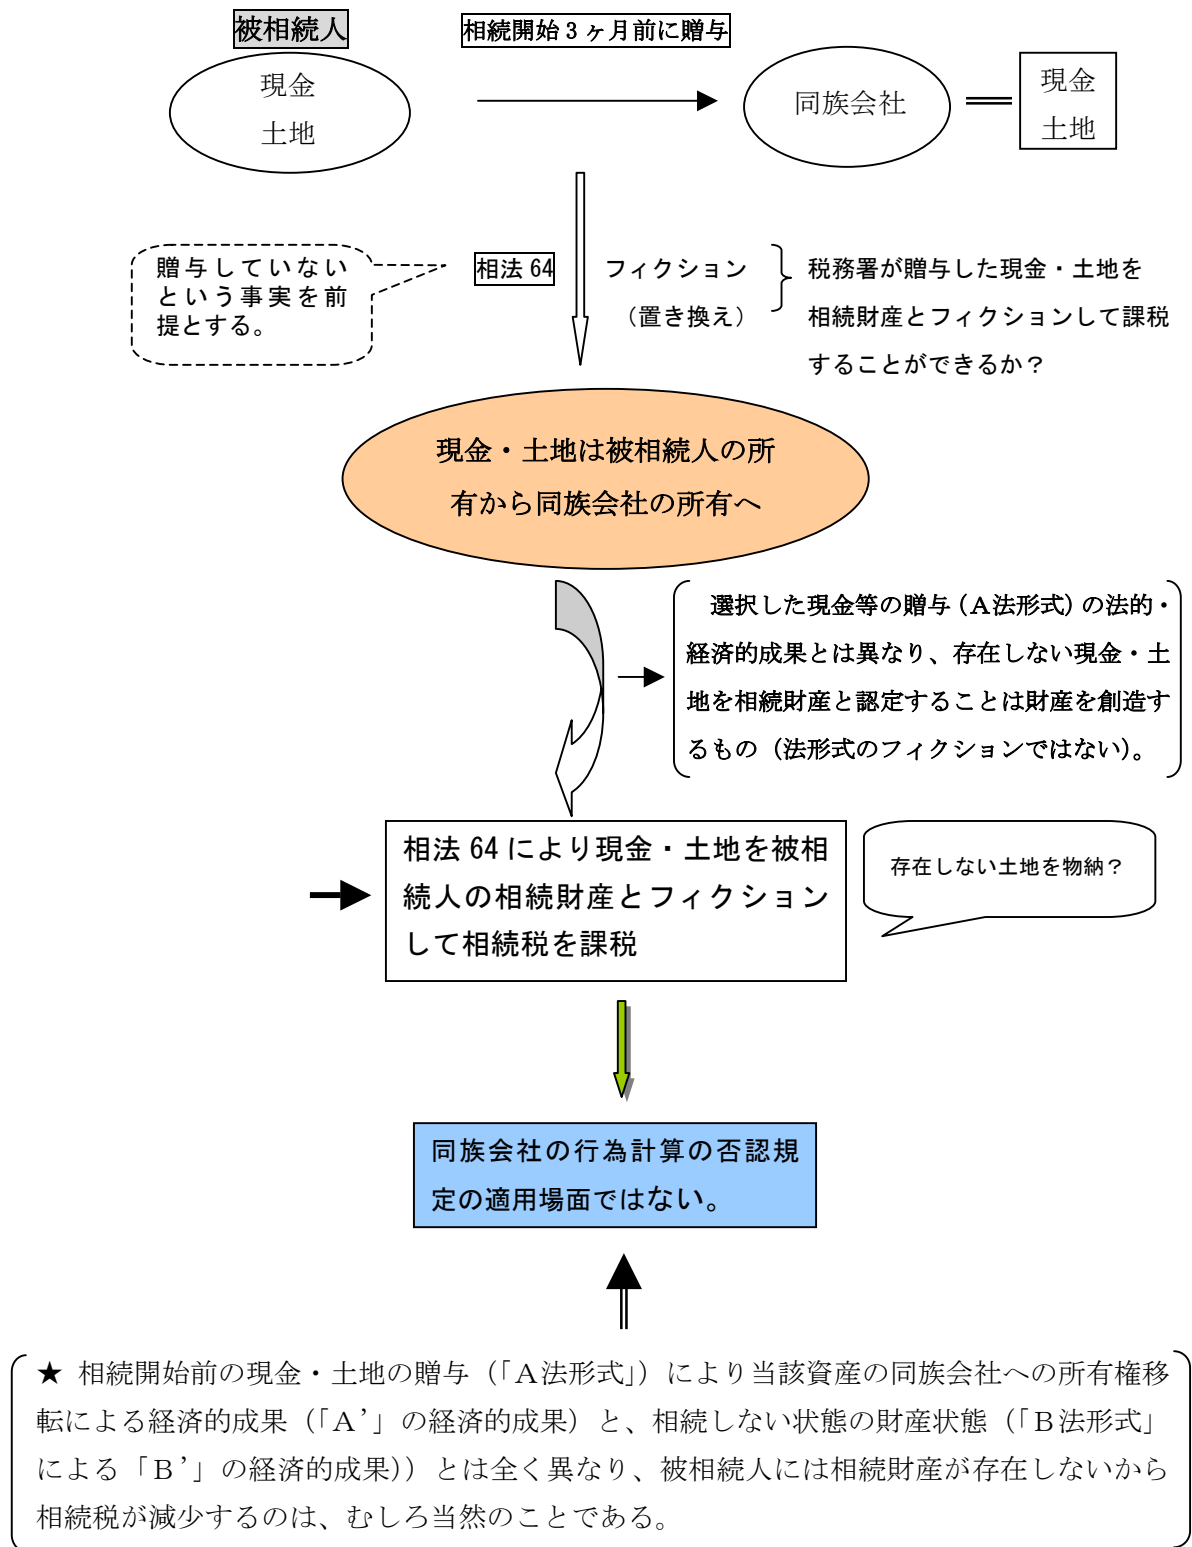 被相続人
相続開始3ヶ月前に贈与
現金
土地
同族会社
現金
土地
贈与していない
という事実を前
提とする。
相法64
フィクション
（置き換え）
税務署が贈与した現金・土地を
相続財産とフィクションして課税
することができるか？
現金・土地は被相続人の所
有から同族会社の所有へ
選択した現金等の贈与（Ａ法形式）の法的・
経済的成果とは異なり、存在しない現金・土
地を相続財産と認定することは財産を創造す
るもの（法形式のフィクションではない）。
相法64により現金・土地を被相
続人の相続財産とフィクション
して相続税を課税
存在しない土地を物納？
同族会社の行為計算の否認規
定の適用場面ではない。
★ 相続開始前の現金・土地の贈与（「Ａ法形式」）により当該資産の同族会社への所有権移
転による経済的成果（「Ａ’」の経済的成果）と、相続しない状態の財産状態（「Ｂ法形式」
による「Ｂ’」の経済的成果））とは全く異なり、被相続人には相続財産が存在しないから
相続税が減少するのは、むしろ当然のことである。